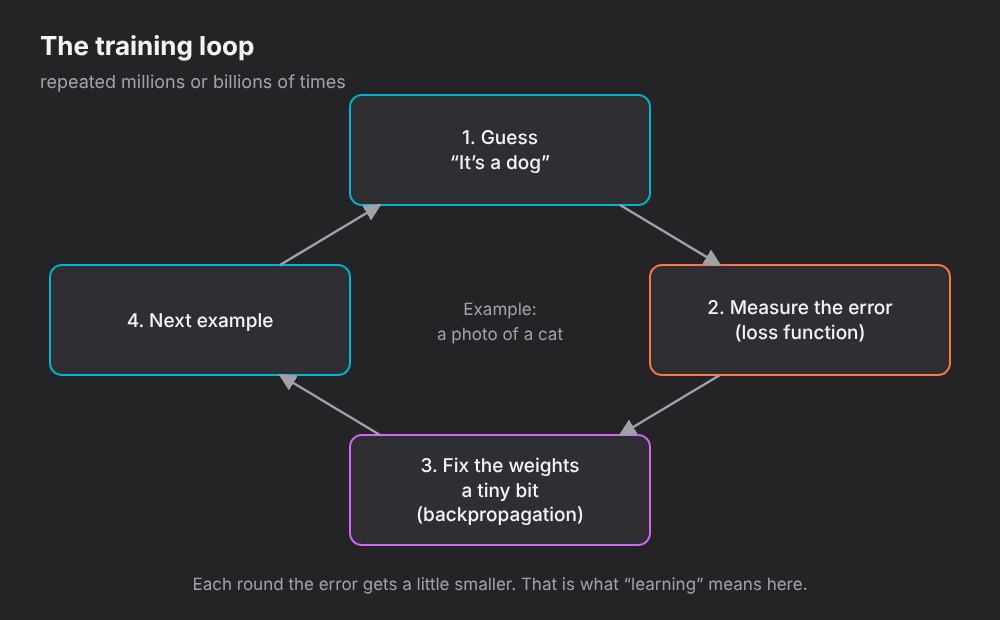 The training loop
repeated millions or billions of times
1. Guess
“It’s a dog”
2. Measure the error
(loss function)
Example:
a photo of a cat
4. Next example
3. Fix the weights
a tiny bit
(backpropagation)
Each round the error gets a little smaller. That is what “learning” means here.